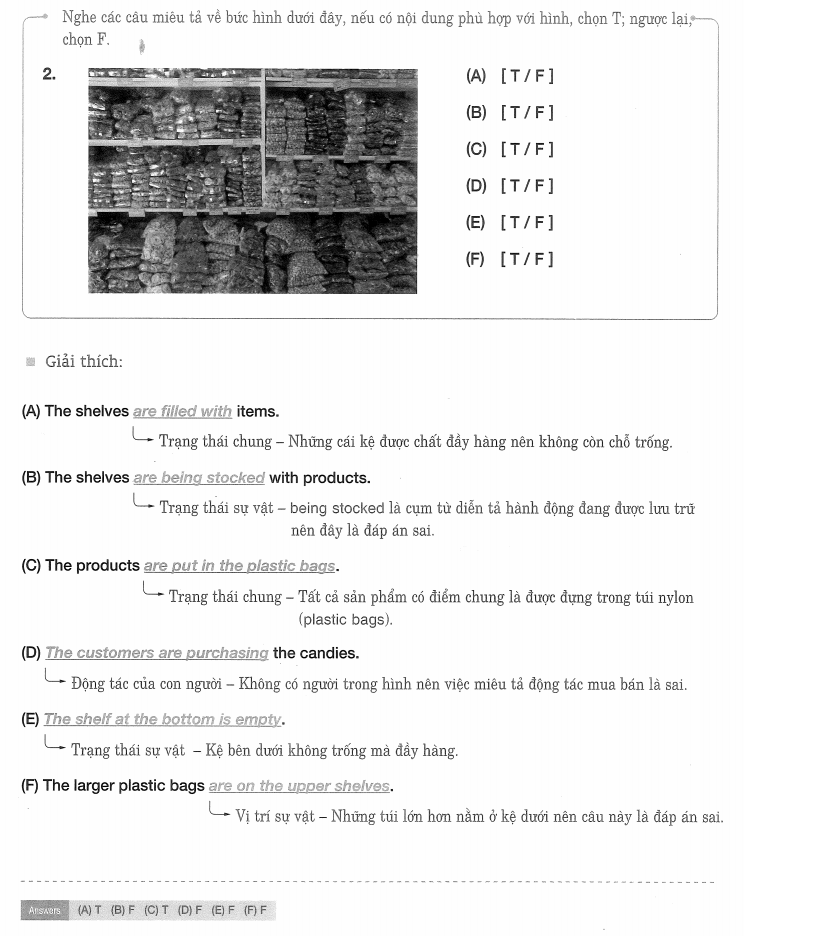 Nghe các câu miêu tả về bức hình dưới đây, nếu có nội dung phù hợp với hình, chọn T; ngược lại,
chọn F.
2.
(A) [ T / F ]
(B) [ T / F ]
(C) [ T / F ]
(D) [ T / F ]
(E) [ T / F ]
(F) [ T / F ]
Giải thích:
(A) The shelves are filled with items.
Trạng thái chung – Những cái kệ được chất đầy hàng nên không còn chỗ trống.
(B) The shelves are being stocked with products.
Trạng thái sự vật – being stocked là cụm từ diễn tả hành động đang được lưu trữ
nên đây là đáp án sai.
(C) The products are put in the plastic bags.
Trạng thái chung – Tất cả sản phẩm có điểm chung là được đựng trong túi nylon
(plastic bags).
(D) The customers are purchasing the candies.
Động tác của con người – Không có người trong hình nên việc miêu tả động tác mua bán là sai.
(E) The shelf at the bottom is empty.
Trạng thái sự vật – Kệ bên dưới không trống mà đầy hàng.
(F) The larger plastic bags are on the upper shelves.
Vị trí sự vật – Những túi lớn hơn nằm ở kệ dưới nên câu này là đáp án sai.
Answers (A) T (B) F (C) T (D) F (E) F (F) F